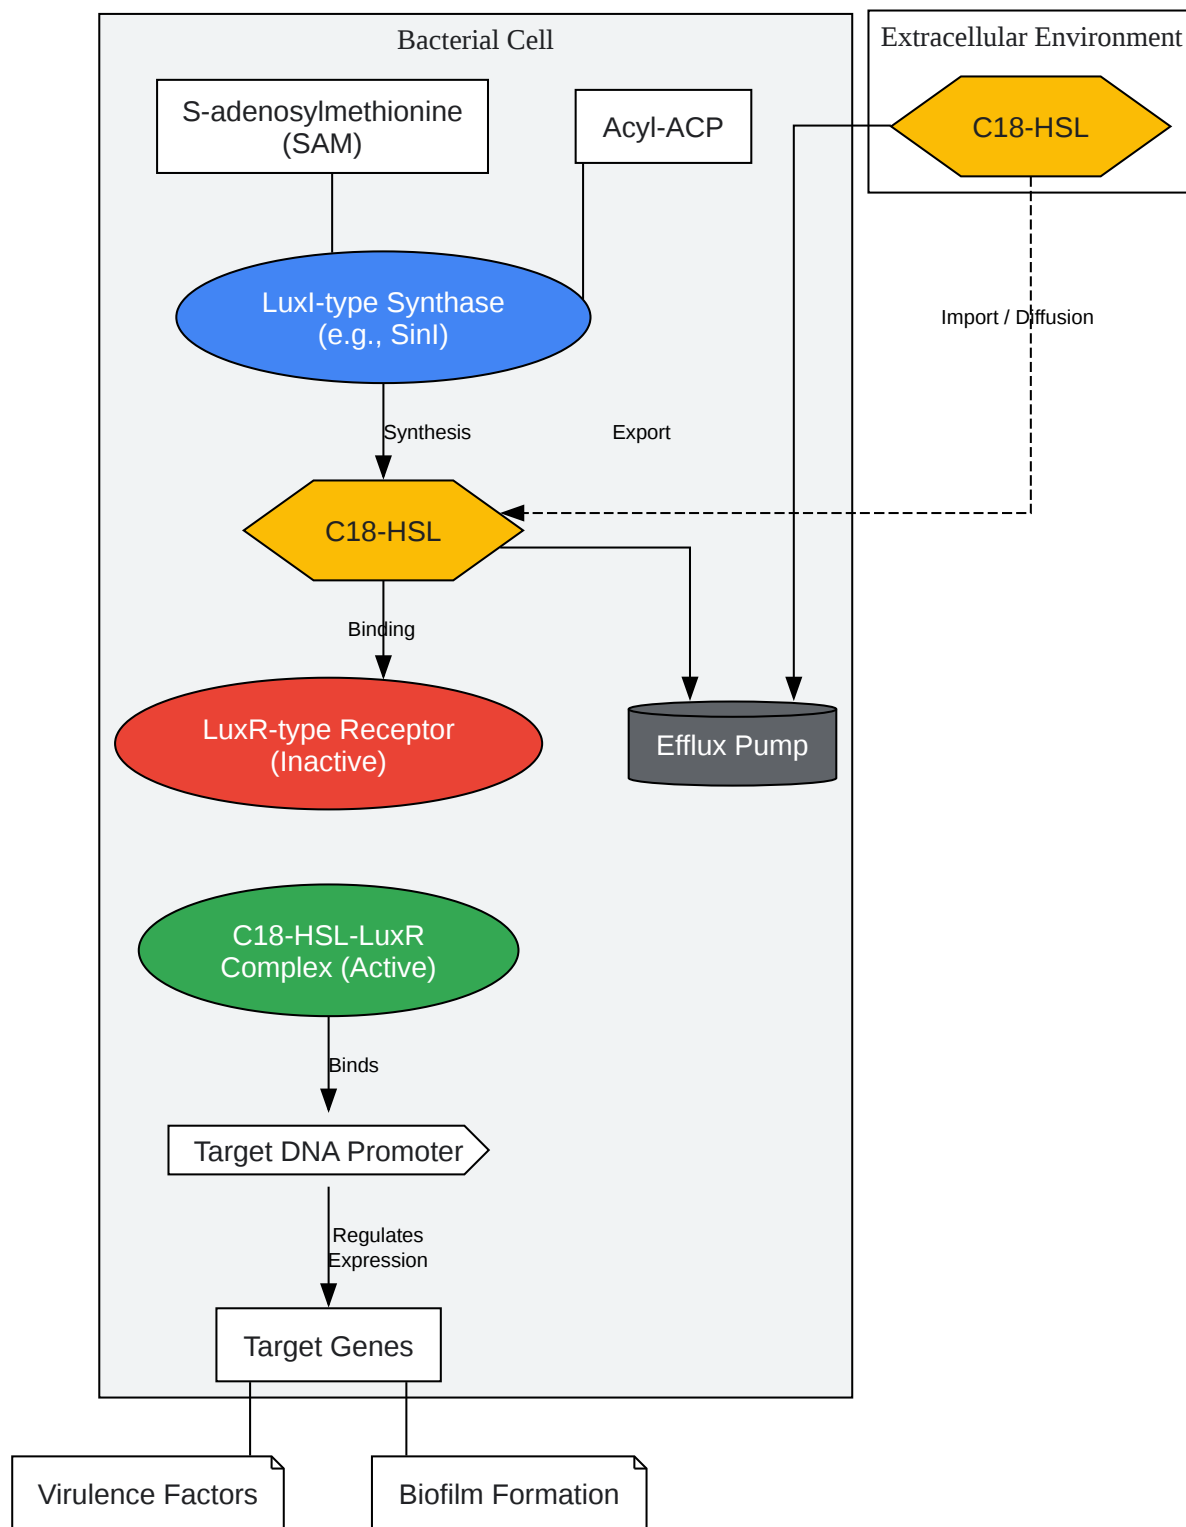 Bacterial Cell
Extracellular Environment
S-adenosylmethionine
(SAM)
Acyl-ACP
C18-HSL
LuxI-type Synthase
(e.g., SinI)
Import / Diffusion
Synthesis
Export
C18-HSL
Binding
LuxR-type Receptor
(Inactive)
Efflux Pump
C18-HSL-LuxR
Complex (Active)
Binds
Target DNA Promoter
Regulates
Expression
Target Genes
Virulence Factors
Biofilm Formation